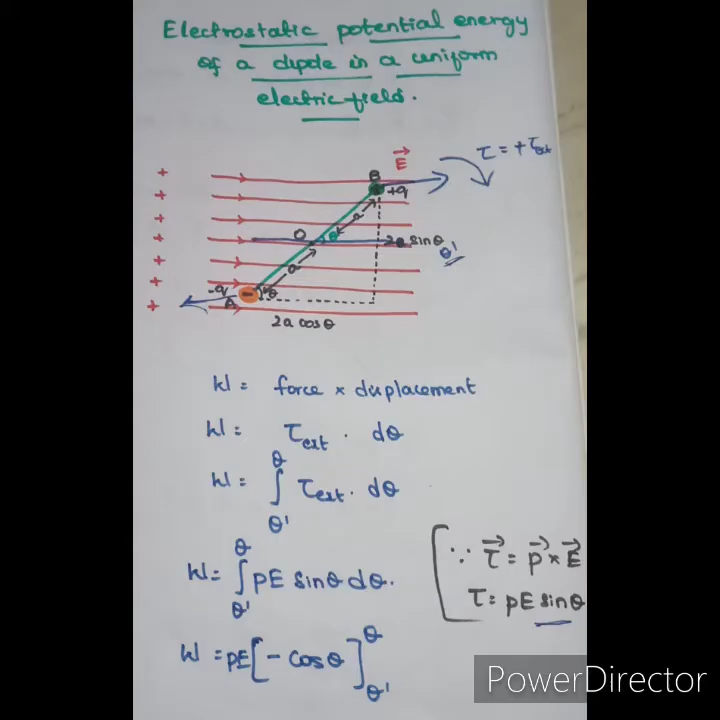 Electrostatic potential energy
of a dipole in a uniform
electric field.
E
τ = +τext
B
+q
a
O
θ
2a sinθ
θ'
a
-q
θ
A
2a cosθ
W = force × duplacement
W = τext . dθ
W = ∫θ'θ τext . dθ
W = ∫θ'θ pE sinθ dθ.
∵ τ⃗ = p⃗ × E⃗
τ = pE sinθ
W = pE [- cosθ]θ'θ
PowerDirector